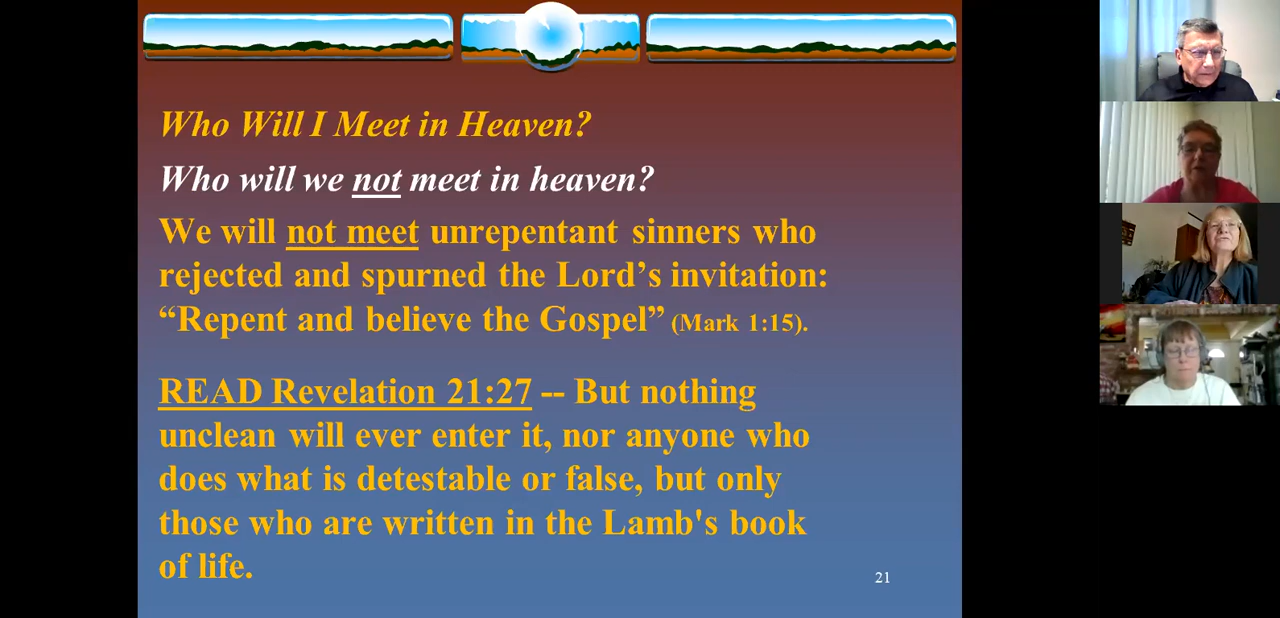 Who Will I Meet in Heaven?
Who will we not meet in heaven?
We will not meet unrepentant sinners who
rejected and spurned the Lord’s invitation:
“Repent and believe the Gospel” (Mark 1:15).
READ Revelation 21:27 -- But nothing
unclean will ever enter it, nor anyone who
does what is detestable or false, but only
those who are written in the Lamb's book
of life.
21